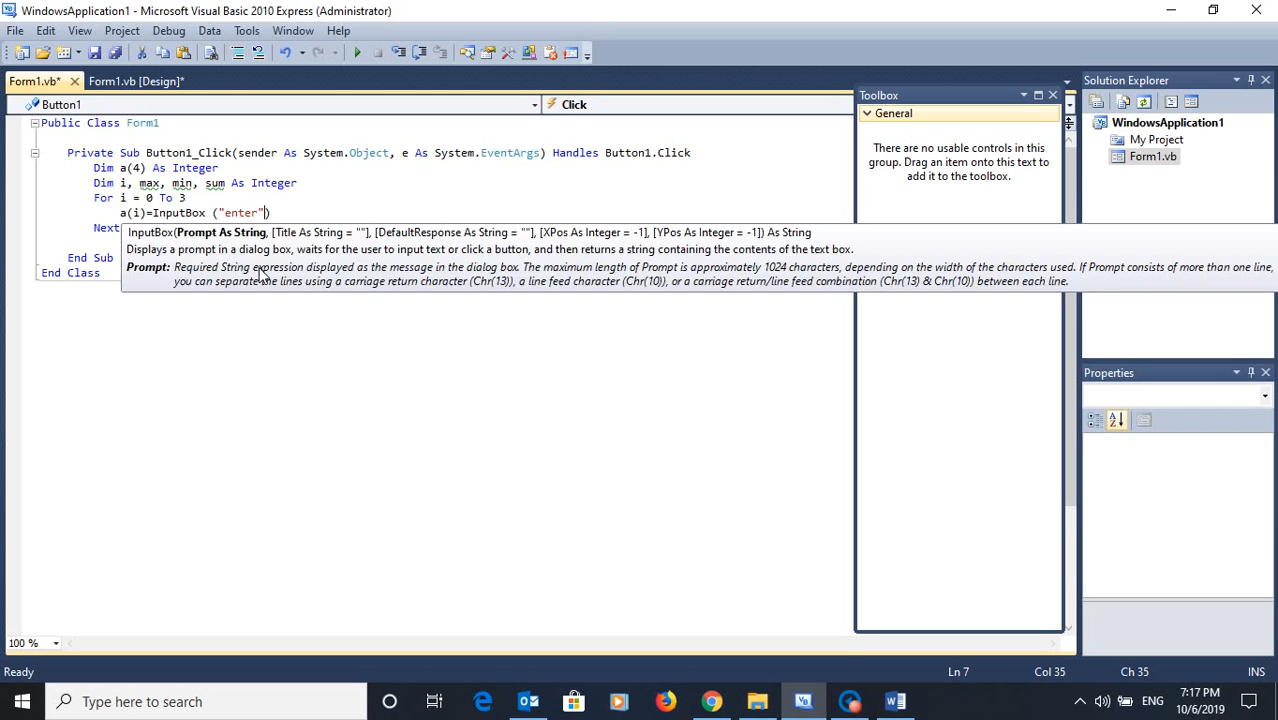 WindowsApplication1 - Microsoft Visual Basic 2010 Express (Administrator)
File Edit View Project Debug Data Tools Window Help
Form1.vb* Form1.vb [Design]*
Button1 Click
Public Class Form1
Private Sub Button1_Click(sender As System.Object, e As System.EventArgs) Handles Button1.Click
Dim a(4) As Integer
Dim i, max, min, sum As Integer
For i = 0 To 3
a(i)=InputBox ("enter")
Next
InputBox(Prompt As String, [Title As String = ""], [DefaultResponse As String = ""], [XPos As Integer = -1], [YPos As Integer = -1]) As String
Displays a prompt in a dialog box, waits for the user to input text or click a button, and then returns a string containing the contents of the text box.
Prompt: Required String expression displayed as the message in the dialog box. The maximum length of Prompt is approximately 1024 characters, depending on the width of the characters used. If Prompt consists of more than one line,
you can separate the lines using a carriage return character (Chr(13)), a line feed character (Chr(10)), or a carriage return/line feed combination (Chr(13) & Chr(10)) between each line.
End Sub
End Class
Toolbox
General
There are no usable controls in this
group. Drag an item onto this text to
add it to the toolbox.
Solution Explorer
WindowsApplication1
My Project
Form1.vb
Properties
100 %
Ready Ln 7 Col 35 Ch 35 INS
Type here to search
ENG
7:17 PM
10/6/2019